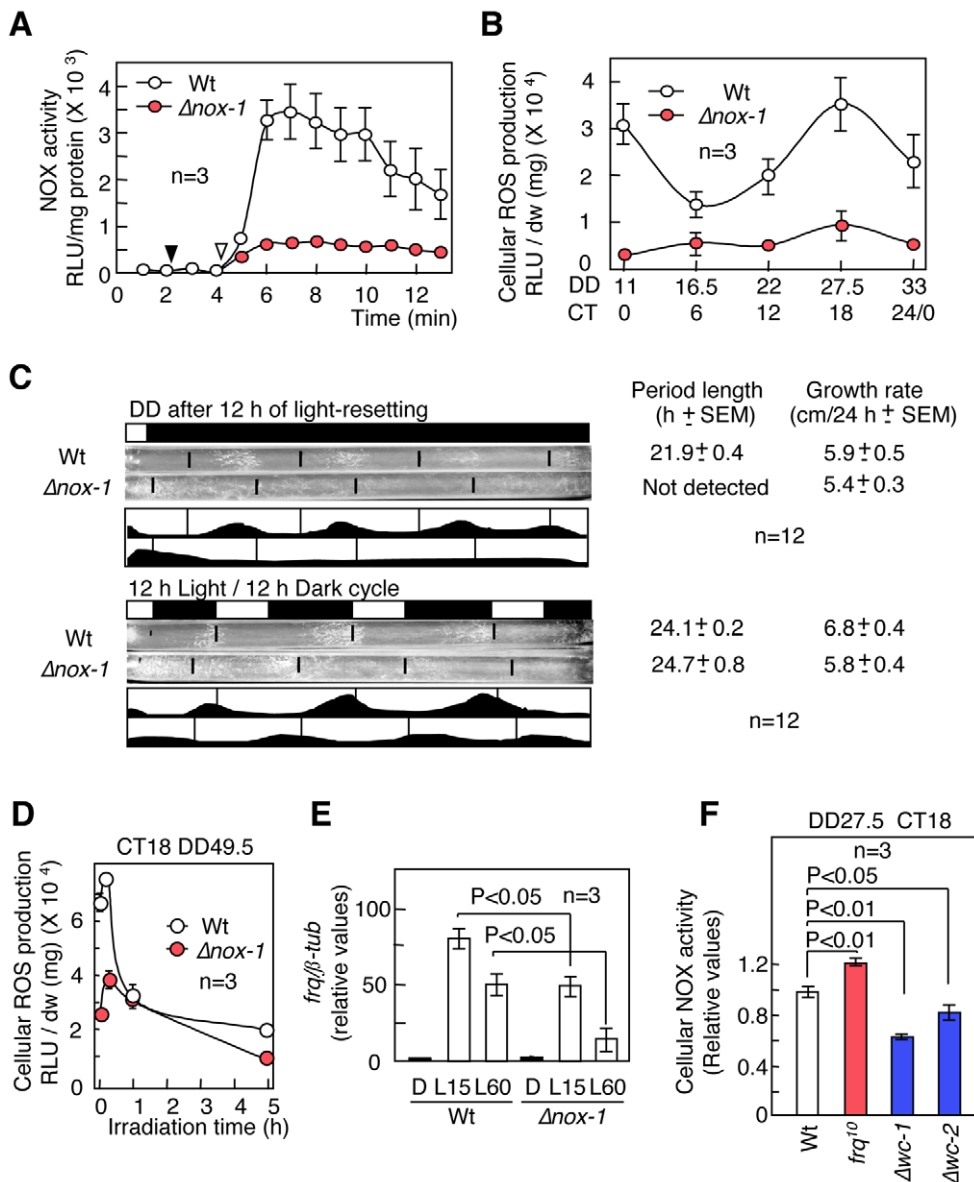 A
NOX activity
RLU/mg protein (X 10 3)
4
3
2
1
0
Wt
Δnox-1
n=3
0 2 4 6 8 10 12
Time (min)
B
Cellular ROS production
RLU / dw (mg) (X 10 4)
4
3
2
1
0
Wt
Δnox-1
n=3
DD 11 16.5 22 27.5 33
CT 0 6 12 18 24/0
C
DD after 12 h of light-resetting
Wt
Δnox-1
Period length
(h ± SEM)
Growth rate
(cm/24 h ± SEM)
21.9±0.4 5.9±0.5
Not detected 5.4±0.3
n=12
12 h Light / 12 h Dark cycle
Wt
Δnox-1
24.1±0.2 6.8±0.4
24.7±0.8 5.8±0.4
n=12
D
CT18 DD49.5
Cellular ROS production
RLU / dw (mg) (X 10 4)
6
4
2
0
Wt
Δnox-1
n=3
0 1 2 3 4 5
Irradiation time (h)
E
frq/β-tub
(relative values)
100
50
0
P<0.05 n=3
P<0.05
D L15 L60 D L15 L60
Wt Δnox-1
F
DD27.5 CT18
n=3
P<0.05
P<0.01
P<0.01
Cellular NOX activity
(Relative values)
1.2
0.8
0.4
0
Wt
frq10
Δwc-1
Δwc-2